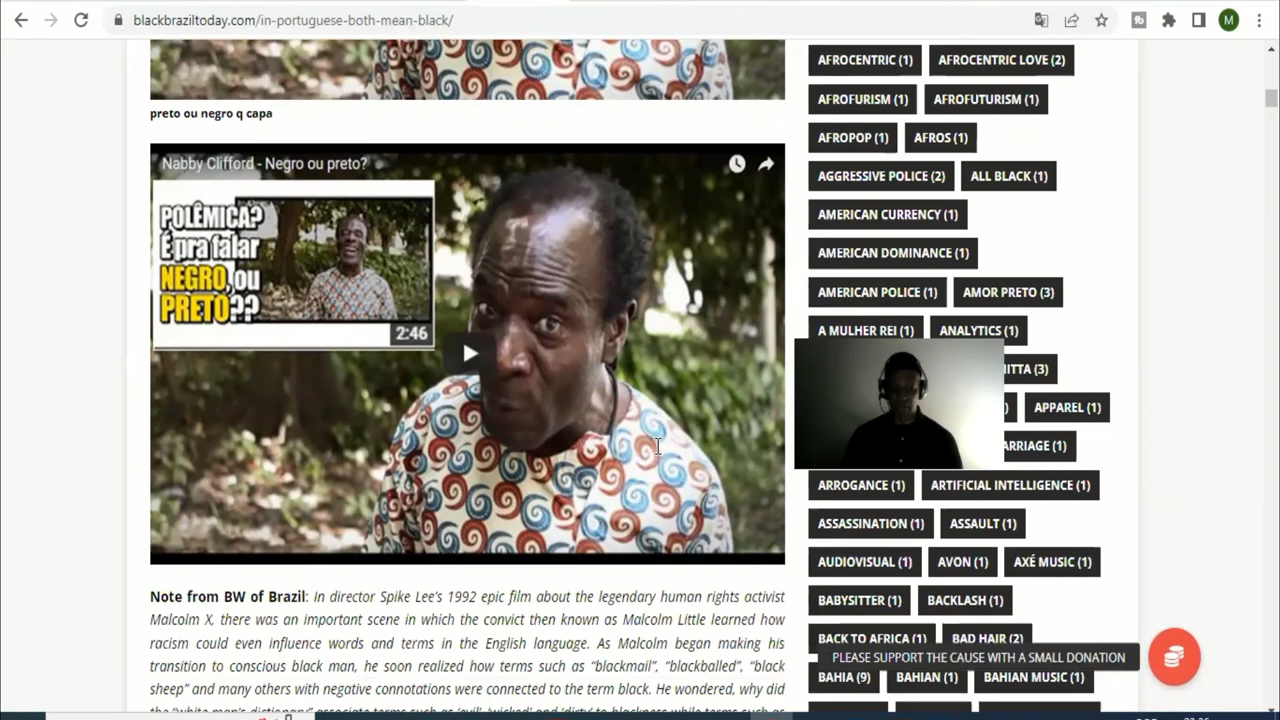 blackbraziltoday.com/in-portuguese-both-mean-black/
M
preto ou negro q capa
Nabby Clifford - Negro ou preto?
POLÊMICA?
É pra falar
NEGRO, ou
PRETO??
2:46
Note from BW of Brazil: In director Spike Lee's 1992 epic film about the legendary human rights activist
Malcolm X, there was an important scene in which the convict then known as Malcolm Little learned how
racism could even influence words and terms in the English language. As Malcolm began making his
transition to conscious black man, he soon realized how terms such as “blackmail”, “blackballed”, “black
sheep” and many others with negative connotations were connected to the term black. He wondered, why did
AFROCENTRIC (1) AFROCENTRIC LOVE (2)
AFROFURISM (1) AFROFUTURISM (1)
AFROPOP (1) AFROS (1)
AGGRESSIVE POLICE (2) ALL BLACK (1)
AMERICAN CURRENCY (1)
AMERICAN DOMINANCE (1)
AMERICAN POLICE (1) AMOR PRETO (3)
A MULHER REI (1) ANALYTICS (1)
ITTA (3)
) APPAREL (1)
ARRIAGE (1)
ARROGANCE (1) ARTIFICIAL INTELLIGENCE (1)
ASSASSINATION (1) ASSAULT (1)
AUDIOVISUAL (1) AVON (1) AXÉ MUSIC (1)
BABYSITTER (1) BACKLASH (1)
BACK TO AFRICA (1) BAD HAIR (2)
PLEASE SUPPORT THE CAUSE WITH A SMALL DONATION
BAHIA (9) BAHIAN (1) BAHIAN MUSIC (1)